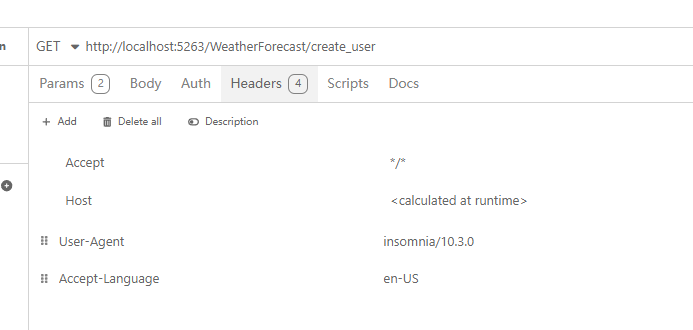 n
GET http://localhost:5263/WeatherForecast/create_user
Params 2 Body Auth Headers 4 Scripts Docs
+ Add Delete all Description
Accept */*
Host <calculated at runtime>
User-Agent insomnia/10.3.0
Accept-Language en-US